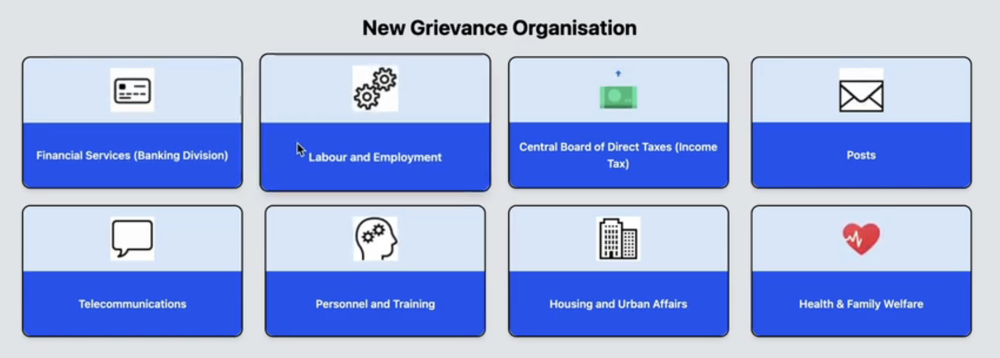 New Grievance Organisation
Financial Services (Banking Division)
Labour and Employment
Central Board of Direct Taxes (Income
Tax)
Posts
Telecommunications
Personnel and Training
Housing and Urban Affairs
Health & Family Welfare